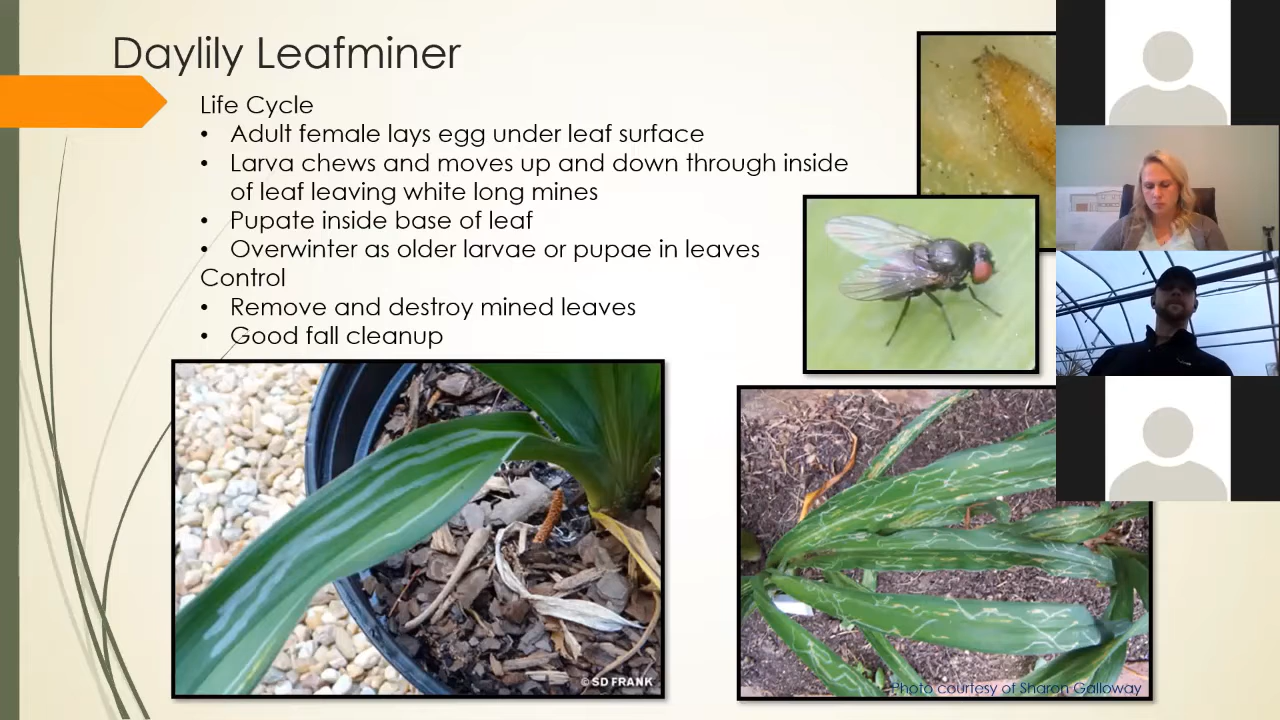 Daylily Leafminer
Life Cycle
• Adult female lays egg under leaf surface
• Larva chews and moves up and down through inside
of leaf leaving white long mines
• Pupate inside base of leaf
• Overwinter as older larvae or pupae in leaves
Control
• Remove and destroy mined leaves
• Good fall cleanup
© SD FRANK
Photo courtesy of Sharon Galloway